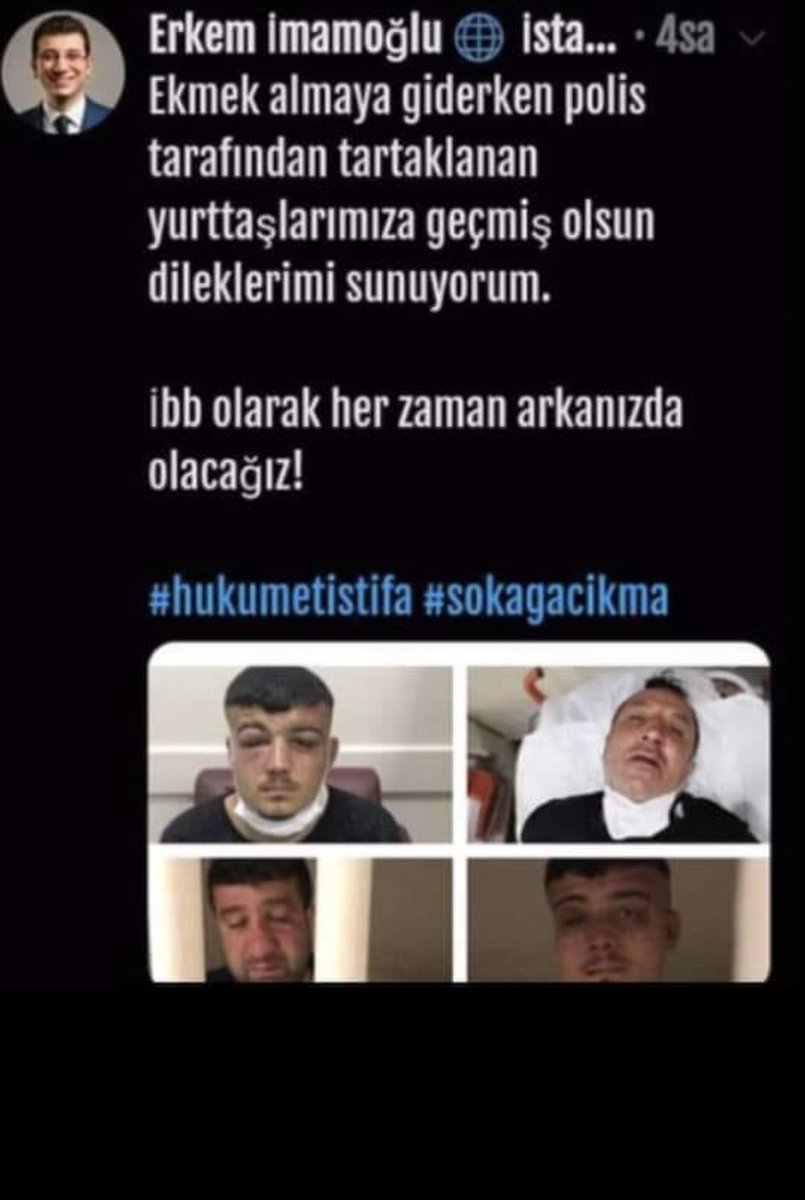 Erkem imamoğlu ista... · 4sa
Ekmek almaya giderken polis
tarafından tartaklanan
yurttaşlarımıza geçmiş olsun
dileklerimi sunuyorum.
ibb olarak her zaman arkanızda
olacağız!
#hukumetistifa #sokagacikma